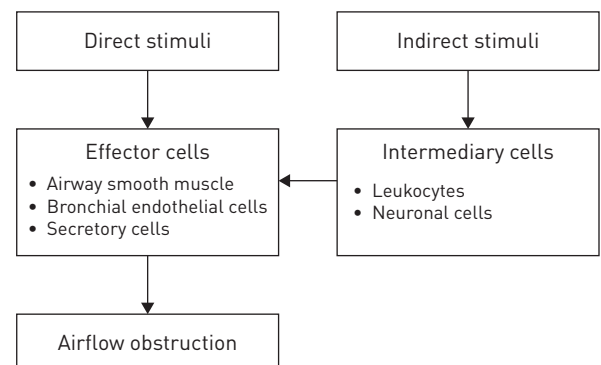 Direct stimuli
Indirect stimuli
Effector cells
• Airway smooth muscle
• Bronchial endothelial cells
• Secretory cells
Intermediary cells
• Leukocytes
• Neuronal cells
Airflow obstruction